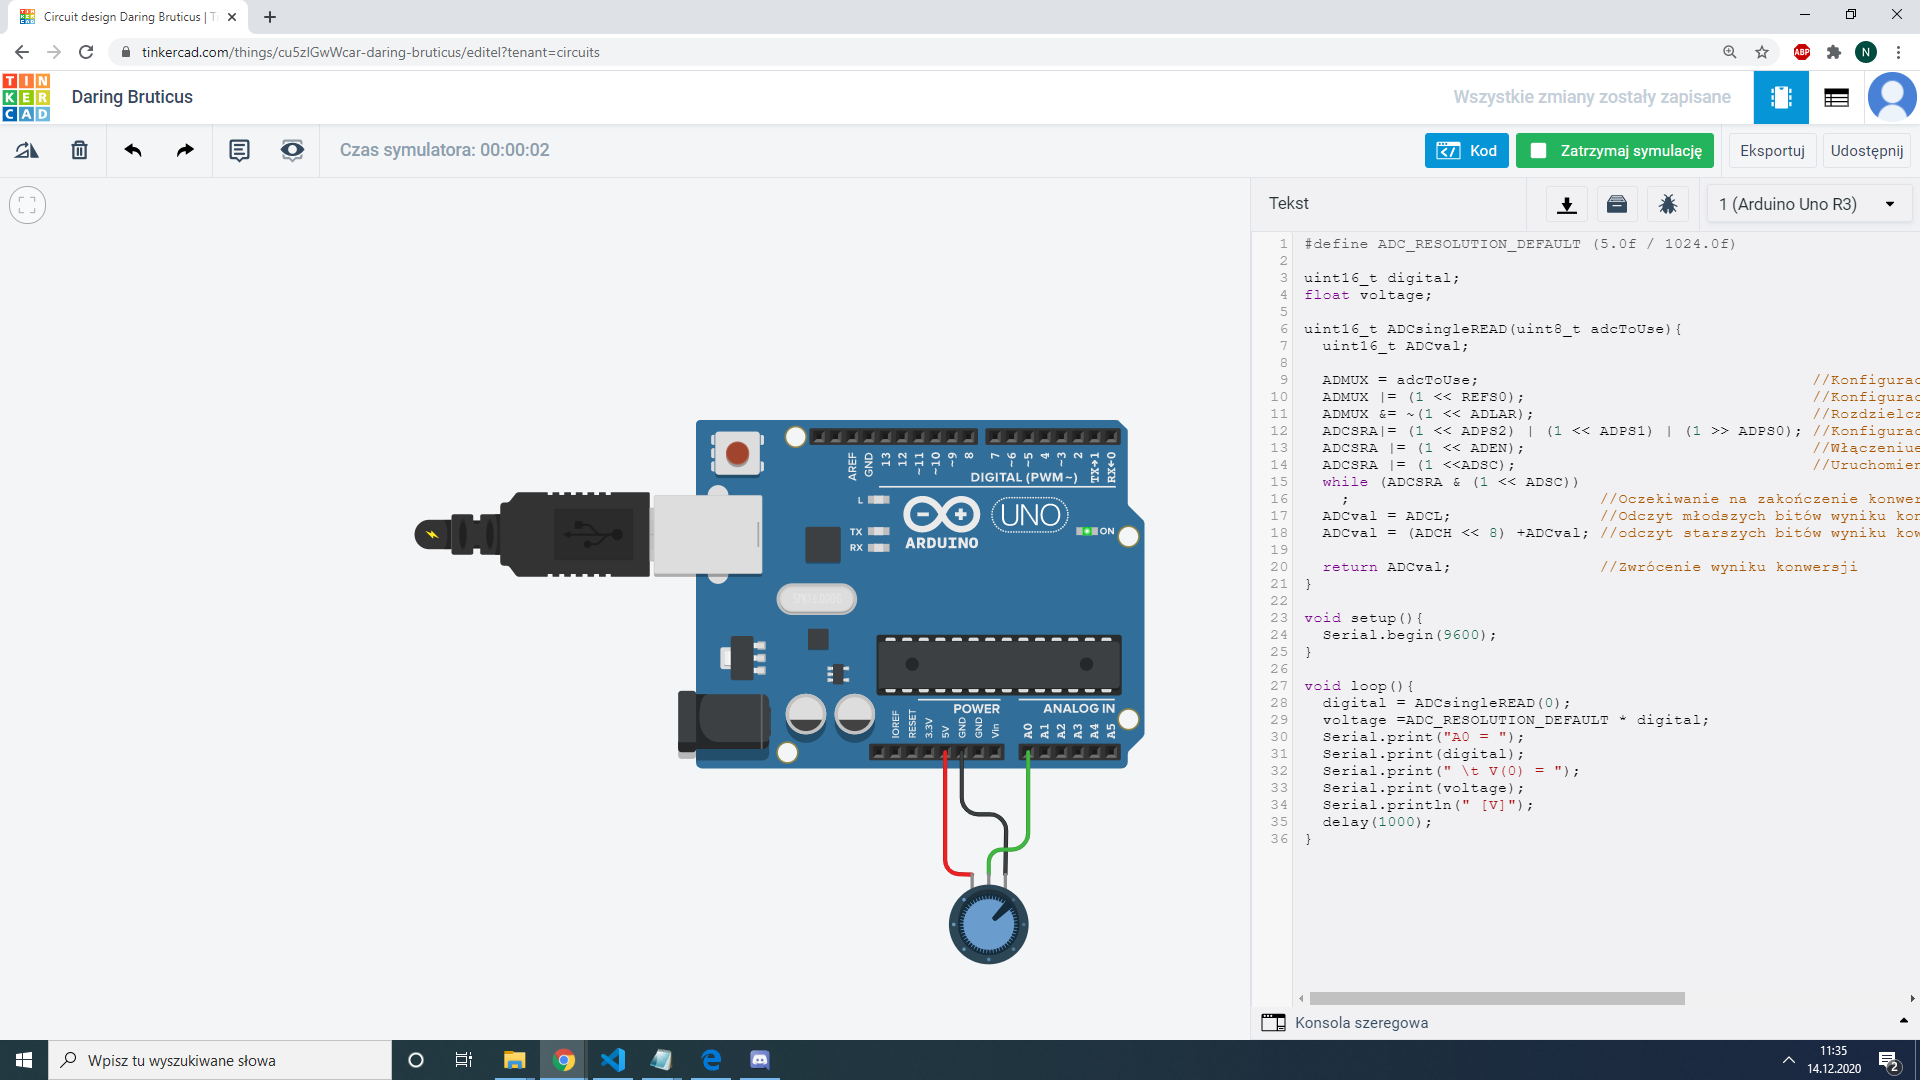 Circuit design Daring Bruticus | T
tinkercad.com/things/cu5zIGwWcar-daring-bruticus/editel?tenant=circuits
ABP
N
TIN
KER
CAD
Daring Bruticus
Wszystkie zmiany zostały zapisane
Czas symulatora: 00:00:02
Kod
Zatrzymaj symulację
Eksportuj
Udostępnij
Tekst
1 (Arduino Uno R3)
1 #define ADC_RESOLUTION_DEFAULT (5.0f / 1024.0f)
2
3 uint16_t digital;
4 float voltage;
5
6 uint16_t ADCsingleREAD(uint8_t adcToUse){
7 uint16_t ADCval;
8
9 ADMUX = adcToUse; //Konfigurac
10 ADMUX |= (1 << REFS0); //Konfigurac
11 ADMUX &= ~(1 << ADLAR); //Rozdzielcz
12 ADCSRA|= (1 << ADPS2) | (1 << ADPS1) | (1 >> ADPS0); //Konfigurac
13 ADCSRA |= (1 << ADEN); //Włączeniue
14 ADCSRA |= (1 <<ADSC); //Uruchomien
15 while (ADCSRA & (1 << ADSC))
16 ; //Oczekiwanie na zakończenie konwer
17 ADCval = ADCL; //Odczyt młodszych bitów wyniku kon
18 ADCval = (ADCH << 8) +ADCval; //odczyt starszych bitów wyniku kow
19
20 return ADCval; //Zwrócenie wyniku konwersji
21 }
22
23 void setup(){
24 Serial.begin(9600);
25 }
26
27 void loop(){
28 digital = ADCsingleREAD(0);
29 voltage =ADC_RESOLUTION_DEFAULT * digital;
30 Serial.print("A0 = ");
31 Serial.print(digital);
32 Serial.print(" \t V(0) = ");
33 Serial.print(voltage);
34 Serial.println(" [V]");
35 delay(1000);
36 }
AREF GND 13 12 ~11 ~10 ~9 8 7 ~6 ~5 4 ~3 2 TX→1 RX←0
DIGITAL (PWM~)
L
TX
RX
UNO
ARDUINO
ON
POWER
ANALOG IN
IOREF RESET 3.3V 5V GND GND Vin A0 A1 A2 A3 A4 A5
Konsola szeregowa
Wpisz tu wyszukiwane słowa
11:35
14.12.2020
2